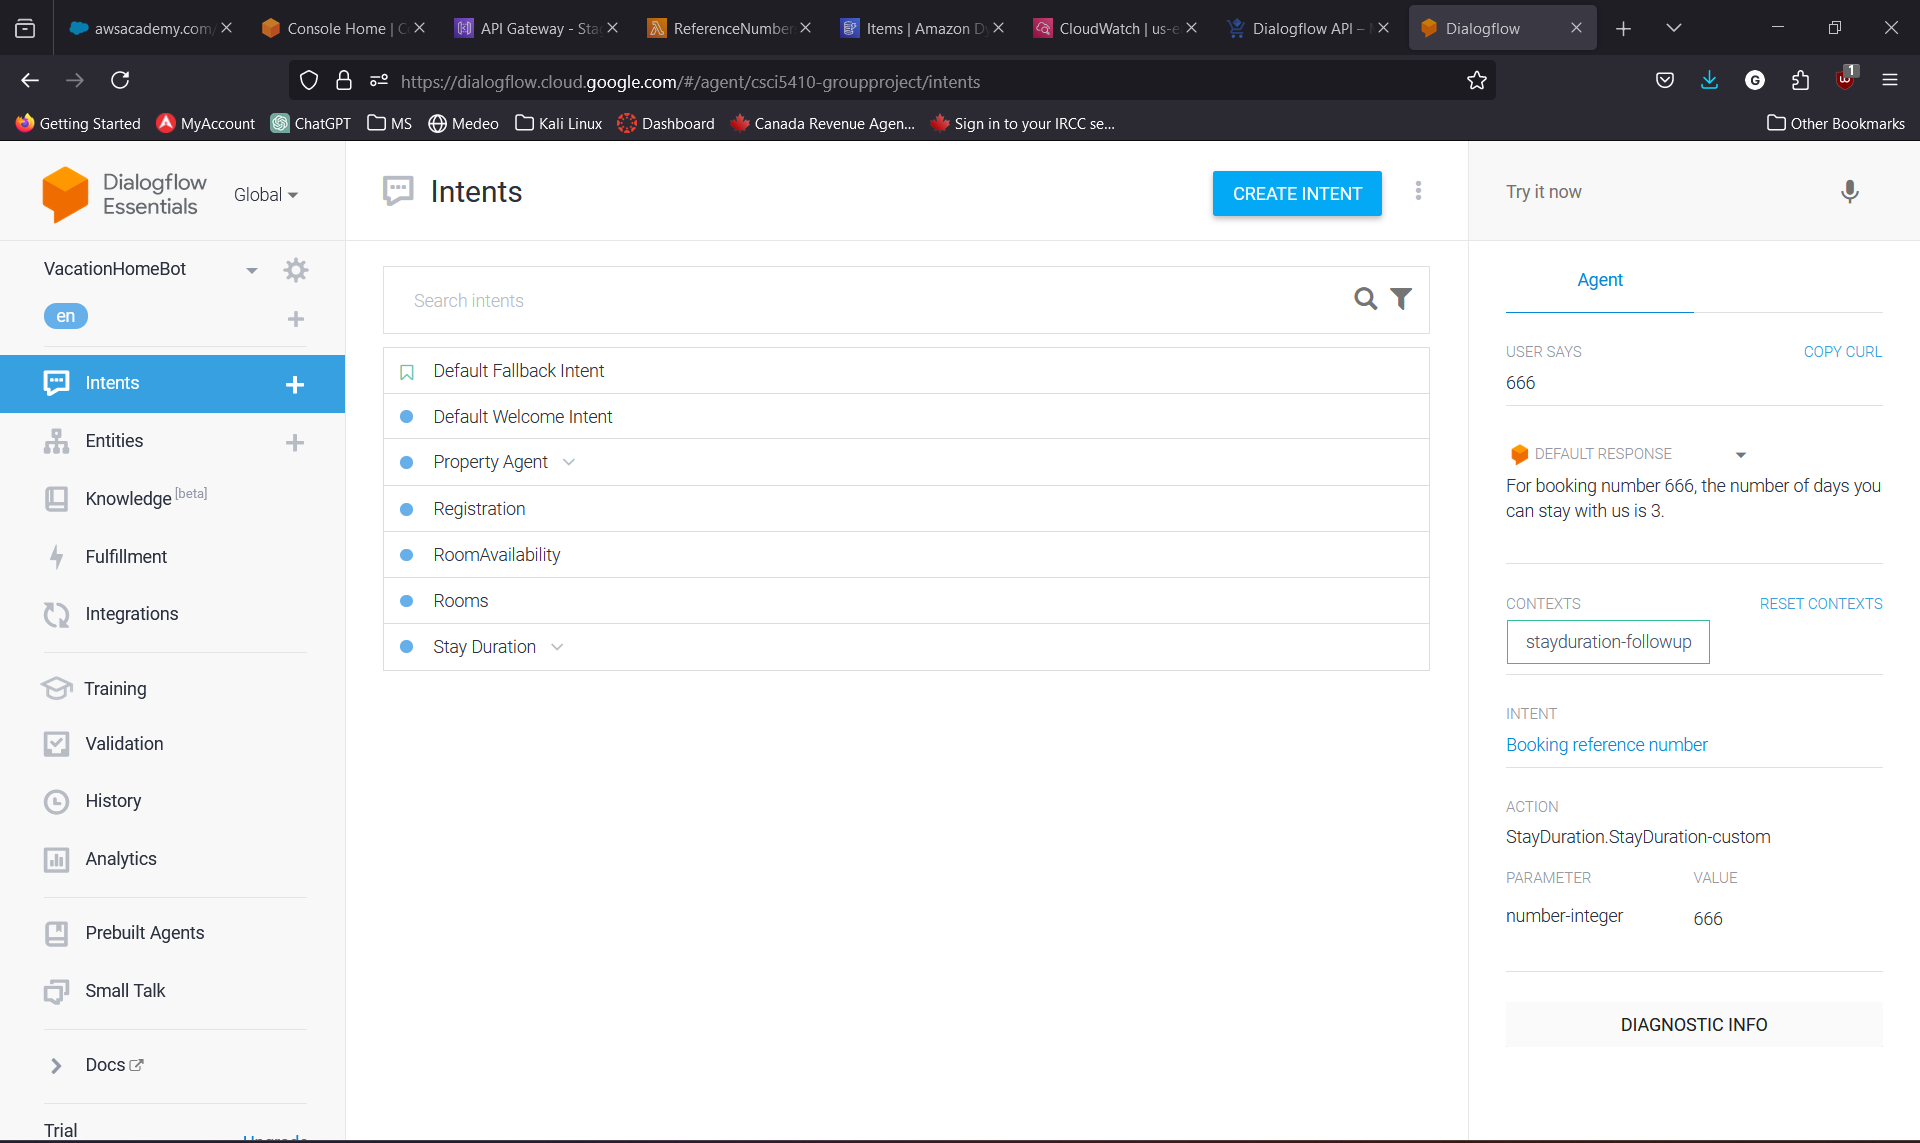 awsacademy.com/
Console Home | C
API Gateway - Sta
ReferenceNumber
Items | Amazon D
CloudWatch | us-e
Dialogflow API –
Dialogflow
https://dialogflow.cloud.google.com/#/agent/csci5410-groupproject/intents
1
Getting Started
MyAccount
ChatGPT
MS
Medeo
Kali Linux
Dashboard
Canada Revenue Agen...
Sign in to your IRCC se...
Other Bookmarks
Dialogflow
Essentials
Global
VacationHomeBot
en
Intents
Entities
Knowledge [beta]
Fulfillment
Integrations
Training
Validation
History
Analytics
Prebuilt Agents
Small Talk
Docs
Trial
Upgrade
Intents
CREATE INTENT
Search intents
Default Fallback Intent
Default Welcome Intent
Property Agent
Registration
RoomAvailability
Rooms
Stay Duration
Try it now
Agent
USER SAYS
COPY CURL
666
DEFAULT RESPONSE
For booking number 666, the number of days you
can stay with us is 3.
CONTEXTS
RESET CONTEXTS
stayduration-followup
INTENT
Booking reference number
ACTION
StayDuration.StayDuration-custom
PARAMETER
VALUE
number-integer
666
DIAGNOSTIC INFO